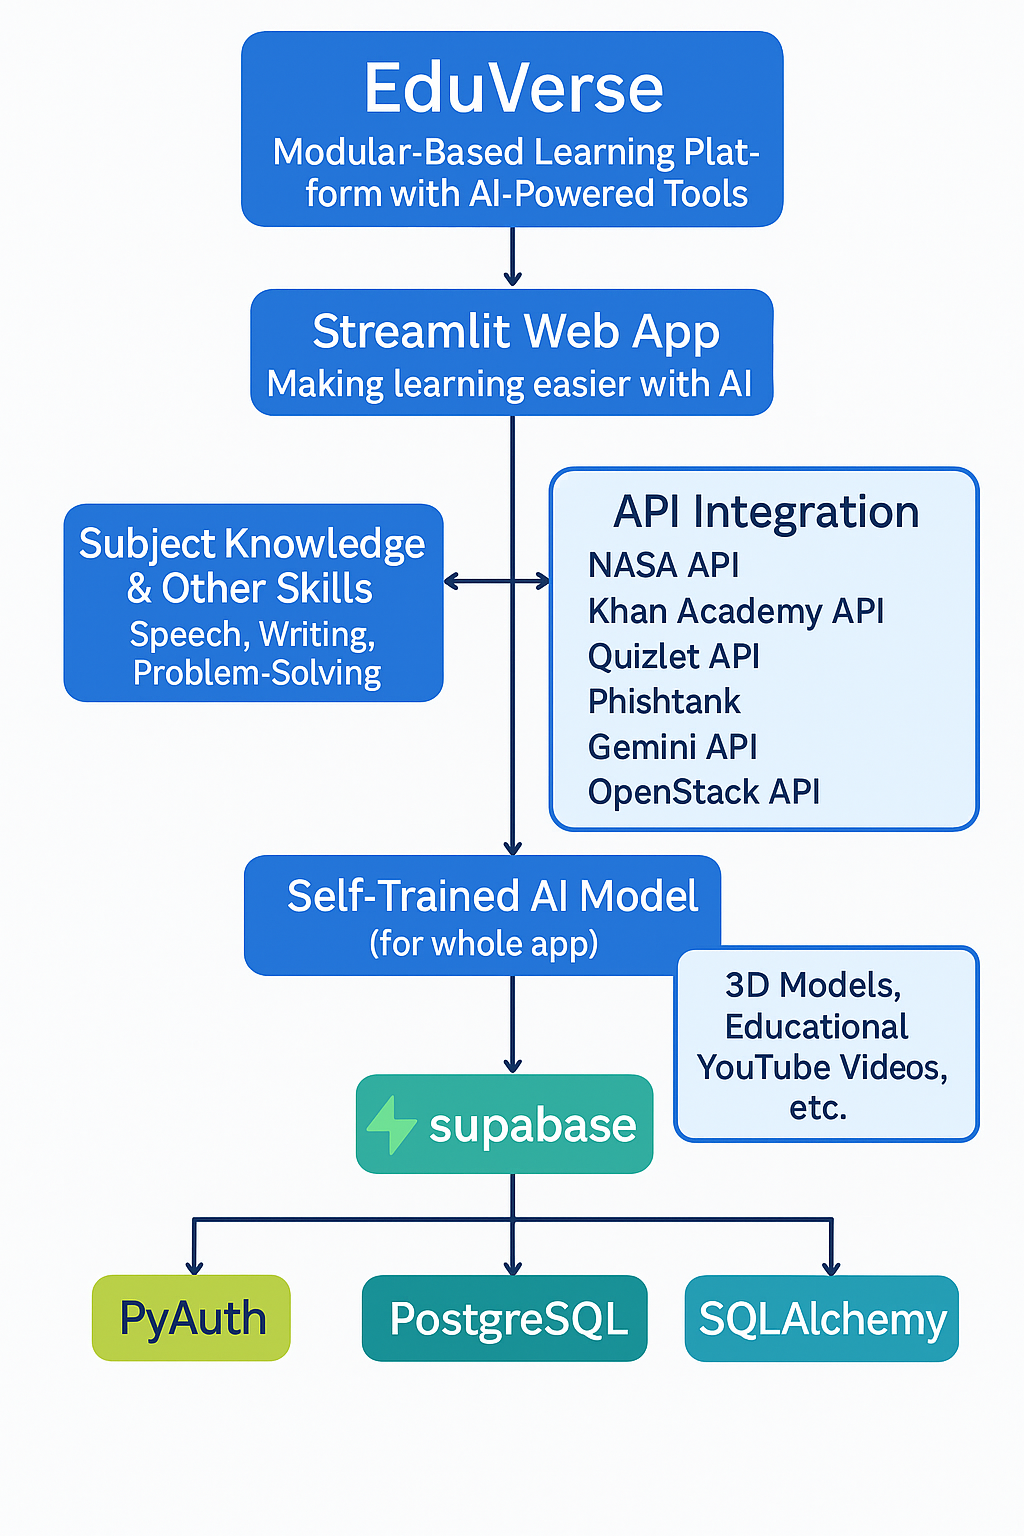 EduVerse
Modular-Based Learning Plat-
form with AI-Powered Tools
Streamlit Web App
Making learning easier with AI
Subject Knowledge
& Other Skills
Speech, Writing,
Problem-Solving
API Integration
NASA API
Khan Academy API
Quizlet API
Phishtank
Gemini API
OpenStack API
Self-Trained AI Model
(for whole app)
3D Models,
Educational
YouTube Videos,
etc.
supabase
PyAuth
PostgreSQL
SQLAlchemy